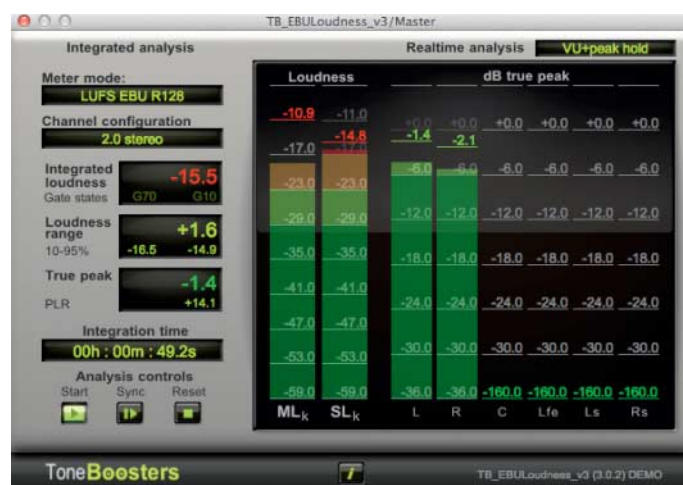 TB_EBULoudness_v3/Master
Integrated analysis
Realtime analysis
VU+peak hold
Meter mode:
LUFS EBU R128
Channel configuration
2.0 stereo
Integrated loudness
-15.5
Gate states
G70 G10
Loudness range
+1.6
10-95%
-16.5 -14.9
True peak
-1.4
PLR
+14.1
Integration time
00h : 00m : 49.2s
Analysis controls
Start Sync Reset
Loudness
dB true peak
-10.9 -11.0 +0.0 +0.0 +0.0 +0.0 +0.0 +0.0
-14.8 -1.4 -2.1
-17.0 -17.0
-6.0 -6.0 -6.0 -6.0 -6.0 -6.0
-23.0 -23.0
-12.0 -12.0 -12.0 -12.0 -12.0 -12.0
-29.0 -29.0
-35.0 -35.0 -18.0 -18.0 -18.0 -18.0 -18.0 -18.0
-41.0 -41.0
-24.0 -24.0 -24.0 -24.0 -24.0 -24.0
-47.0 -47.0
-30.0 -30.0 -30.0 -30.0 -30.0 -30.0
-53.0 -53.0
-59.0 -59.0 -36.0 -36.0 -160.0 -160.0 -160.0 -160.0
MLk SLk L R C Lfe Ls Rs
ToneBoosters
i
TB_EBULoudness_v3 (3.0.2) DEMO